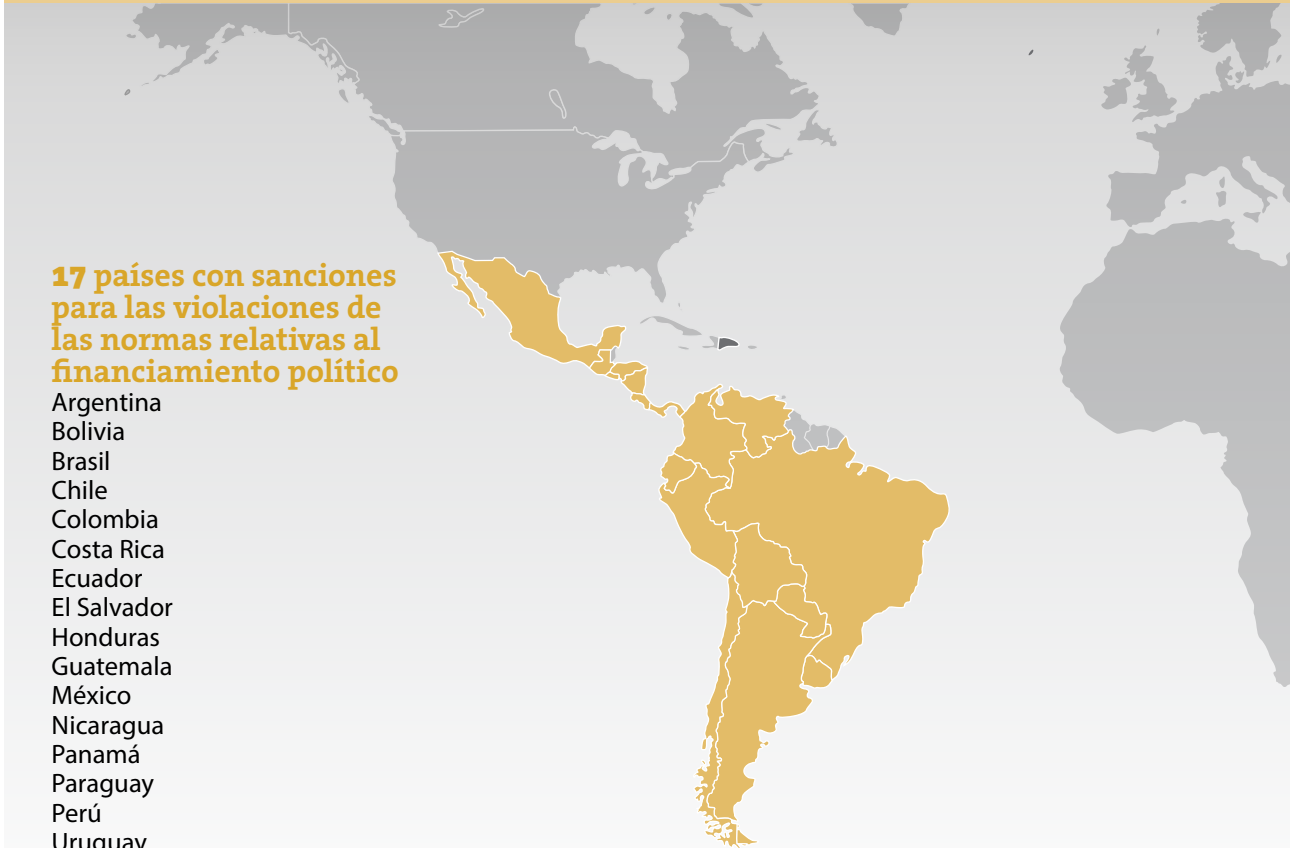 17 países con sanciones
para las violaciones de
las normas relativas al
financiamiento político
Argentina
Bolivia
Brasil
Chile
Colombia
Costa Rica
Ecuador
El Salvador
Honduras
Guatemala
México
Nicaragua
Panamá
Paraguay
Perú
Uruguay